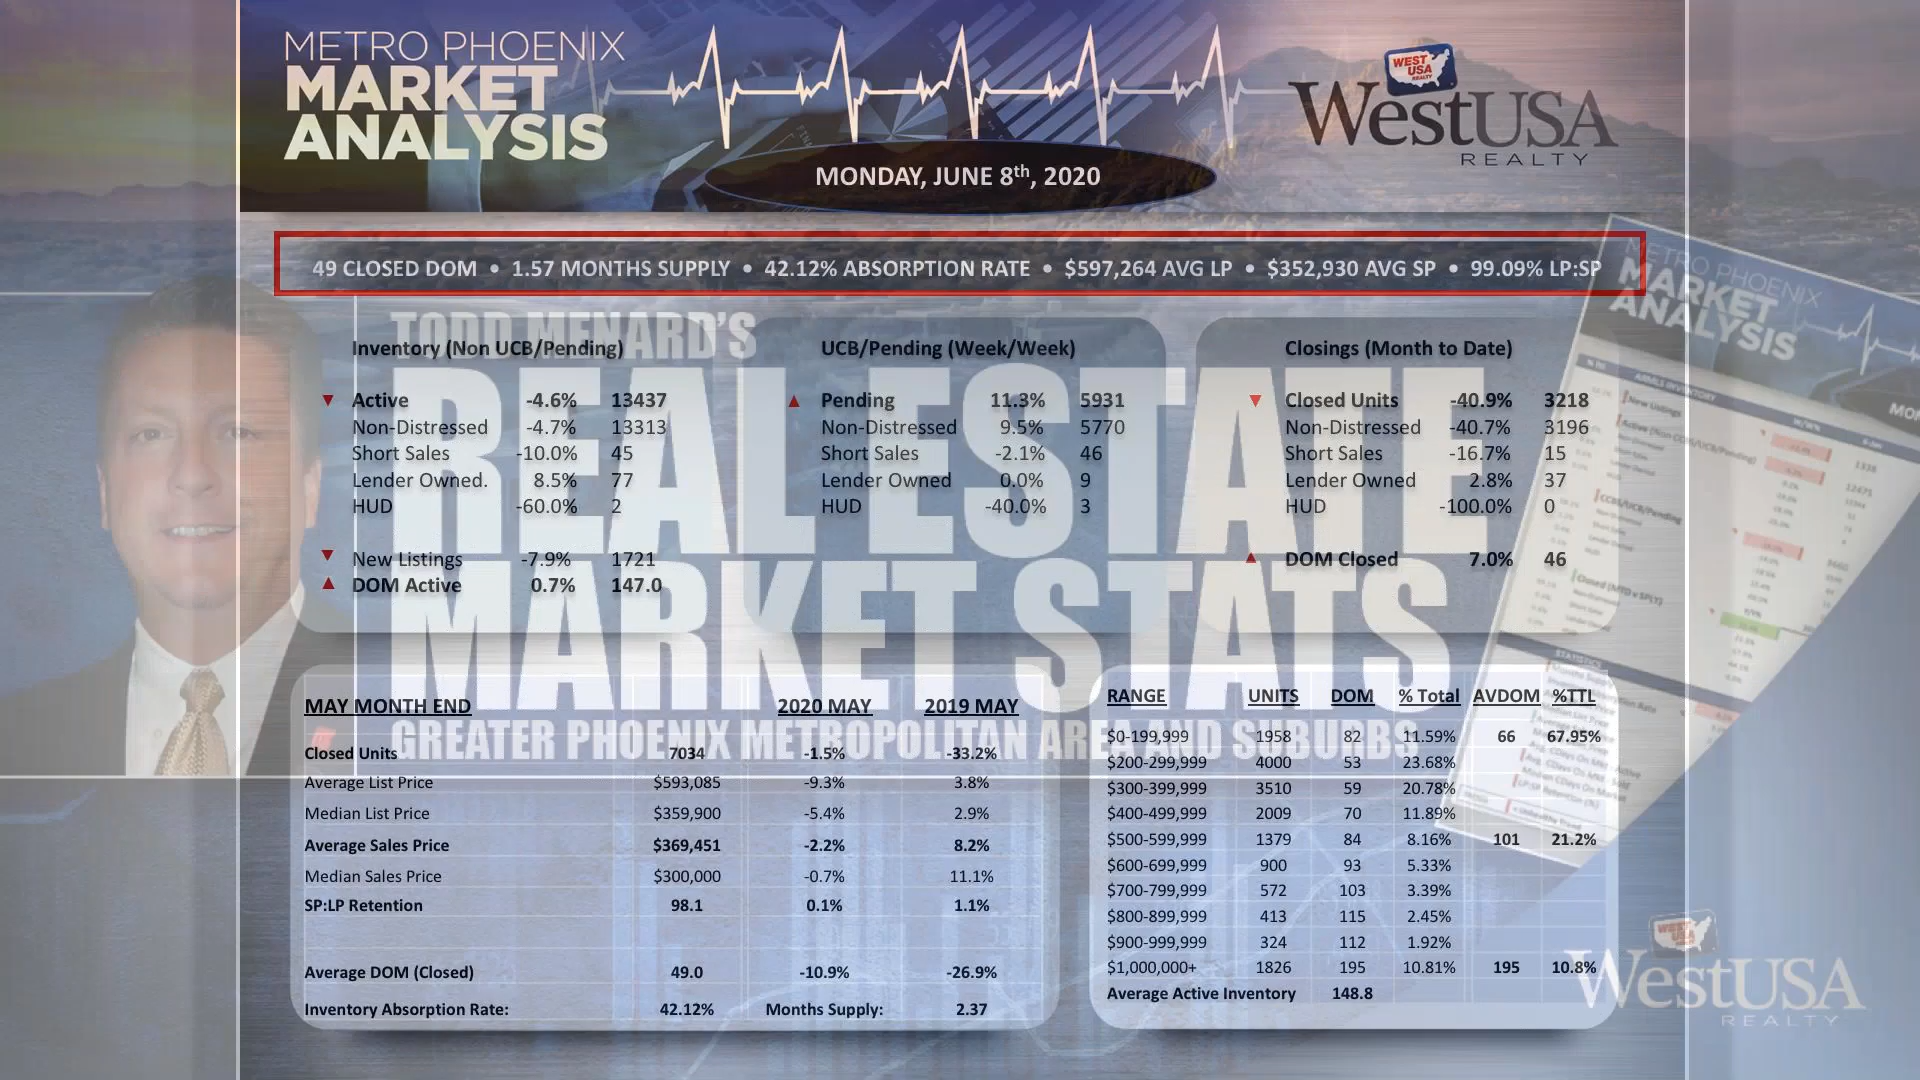 METRO PHOENIX
MARKET
ANALYSIS
WEST
USA
REALTY
WestUSA
REALTY
MONDAY, JUNE 8th, 2020
49 CLOSED DOM • 1.57 MONTHS SUPPLY • 42.12% ABSORPTION RATE • $597,264 AVG LP • $352,930 AVG SP • 99.09% LP:SP
TODD MENARD'S
REAL ESTATE
MARKET STATS
GREATER PHOENIX METROPOLITAN AREA AND SUBURBS
Inventory (Non UCB/Pending)
▼ Active -4.6% 13437
Non-Distressed -4.7% 13313
Short Sales -10.0% 45
Lender Owned. 8.5% 77
HUD -60.0% 2
▼ New Listings -7.9% 1721
▲ DOM Active 0.7% 147.0
UCB/Pending (Week/Week)
▲ Pending 11.3% 5931
Non-Distressed 9.5% 5770
Short Sales -2.1% 46
Lender Owned 0.0% 9
HUD -40.0% 3
Closings (Month to Date)
▼ Closed Units -40.9% 3218
Non-Distressed -40.7% 3196
Short Sales -16.7% 15
Lender Owned 2.8% 37
HUD -100.0% 0
▲ DOM Closed 7.0% 46
METRO PHOENIX
MARKET
ANALYSIS
MAY MONTH END 2020 MAY 2019 MAY
Closed Units 7034 -1.5% -33.2%
Average List Price $593,085 -9.3% 3.8%
Median List Price $359,900 -5.4% 2.9%
Average Sales Price $369,451 -2.2% 8.2%
Median Sales Price $300,000 -0.7% 11.1%
SP:LP Retention 98.1 0.1% 1.1%
Average DOM (Closed) 49.0 -10.9% -26.9%
Inventory Absorption Rate: 42.12% Months Supply: 2.37
RANGE UNITS DOM % Total AVDOM %TTL
$0-199,999 1958 82 11.59% 66 67.95%
$200-299,999 4000 53 23.68%
$300-399,999 3510 59 20.78%
$400-499,999 2009 70 11.89%
$500-599,999 1379 84 8.16% 101 21.2%
$600-699,999 900 93 5.33%
$700-799,999 572 103 3.39%
$800-899,999 413 115 2.45%
$900-999,999 324 112 1.92%
$1,000,000+ 1826 195 10.81% 195 10.8%
Average Active Inventory 148.8
WEST
USA
WestUSA
REALTY